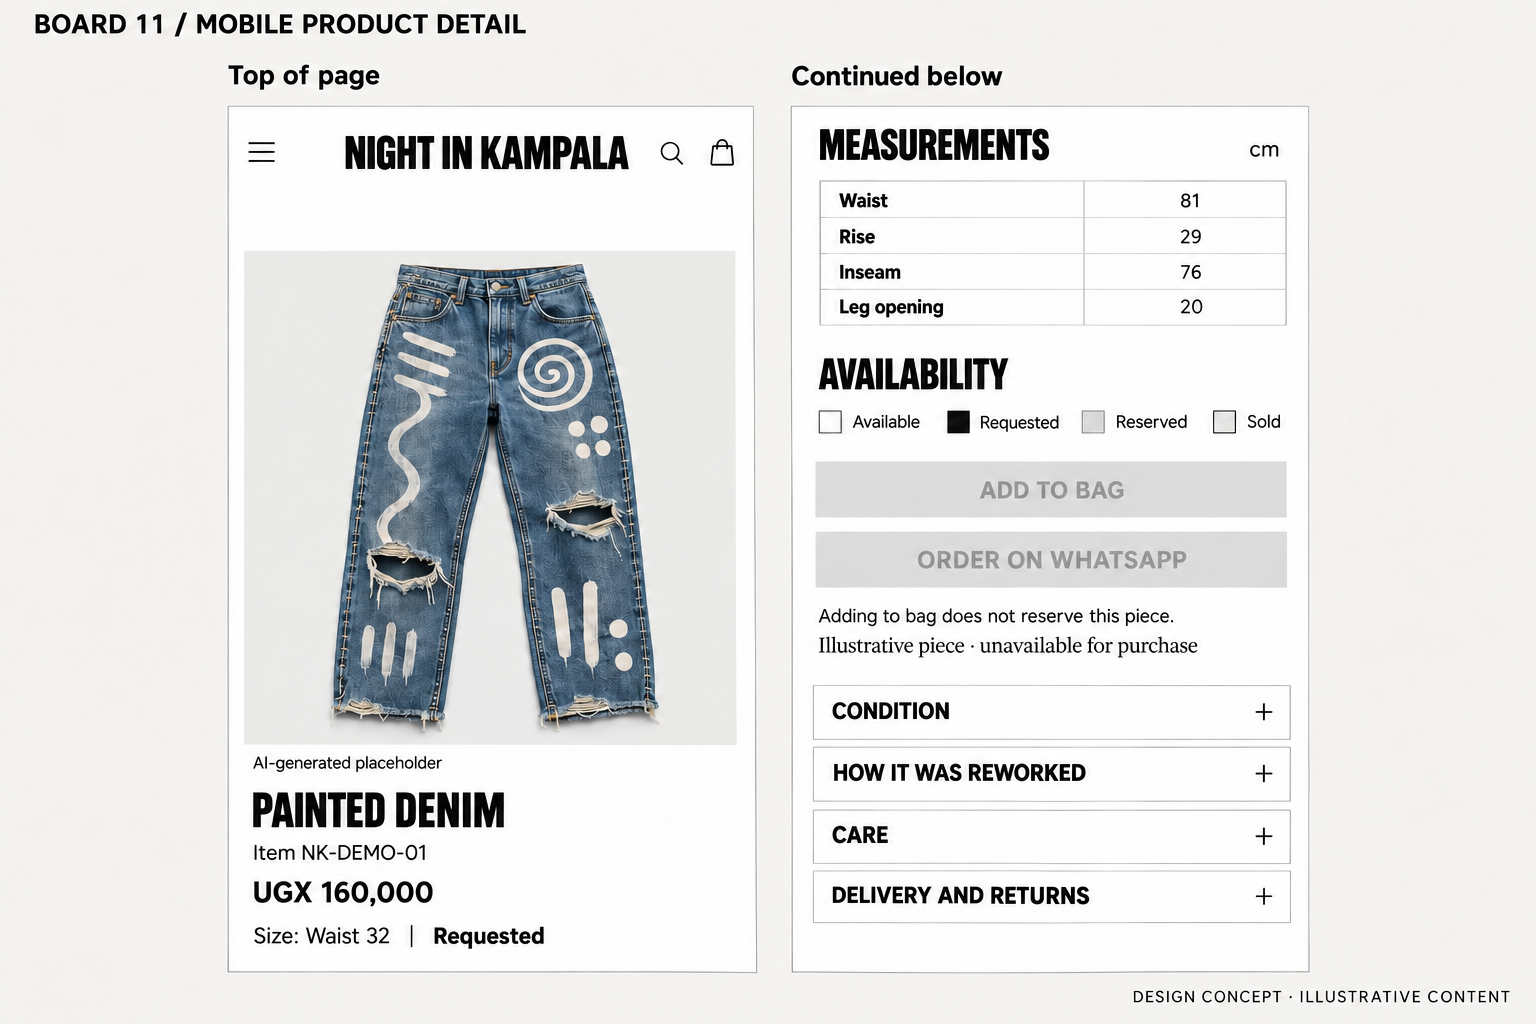 BOARD 11 / MOBILE PRODUCT DETAIL
Top of page
NIGHT IN KAMPALA
AI-generated placeholder
PAINTED DENIM
Item NK-DEMO-01
UGX 160,000
Size: Waist 32 | Requested
Continued below
MEASUREMENTS cm
Waist 81
Rise 29
Inseam 76
Leg opening 20
AVAILABILITY
Available Requested Reserved Sold
ADD TO BAG
ORDER ON WHATSAPP
Adding to bag does not reserve this piece.
Illustrative piece · unavailable for purchase
CONDITION +
HOW IT WAS REWORKED +
CARE +
DELIVERY AND RETURNS +
DESIGN CONCEPT · ILLUSTRATIVE CONTENT